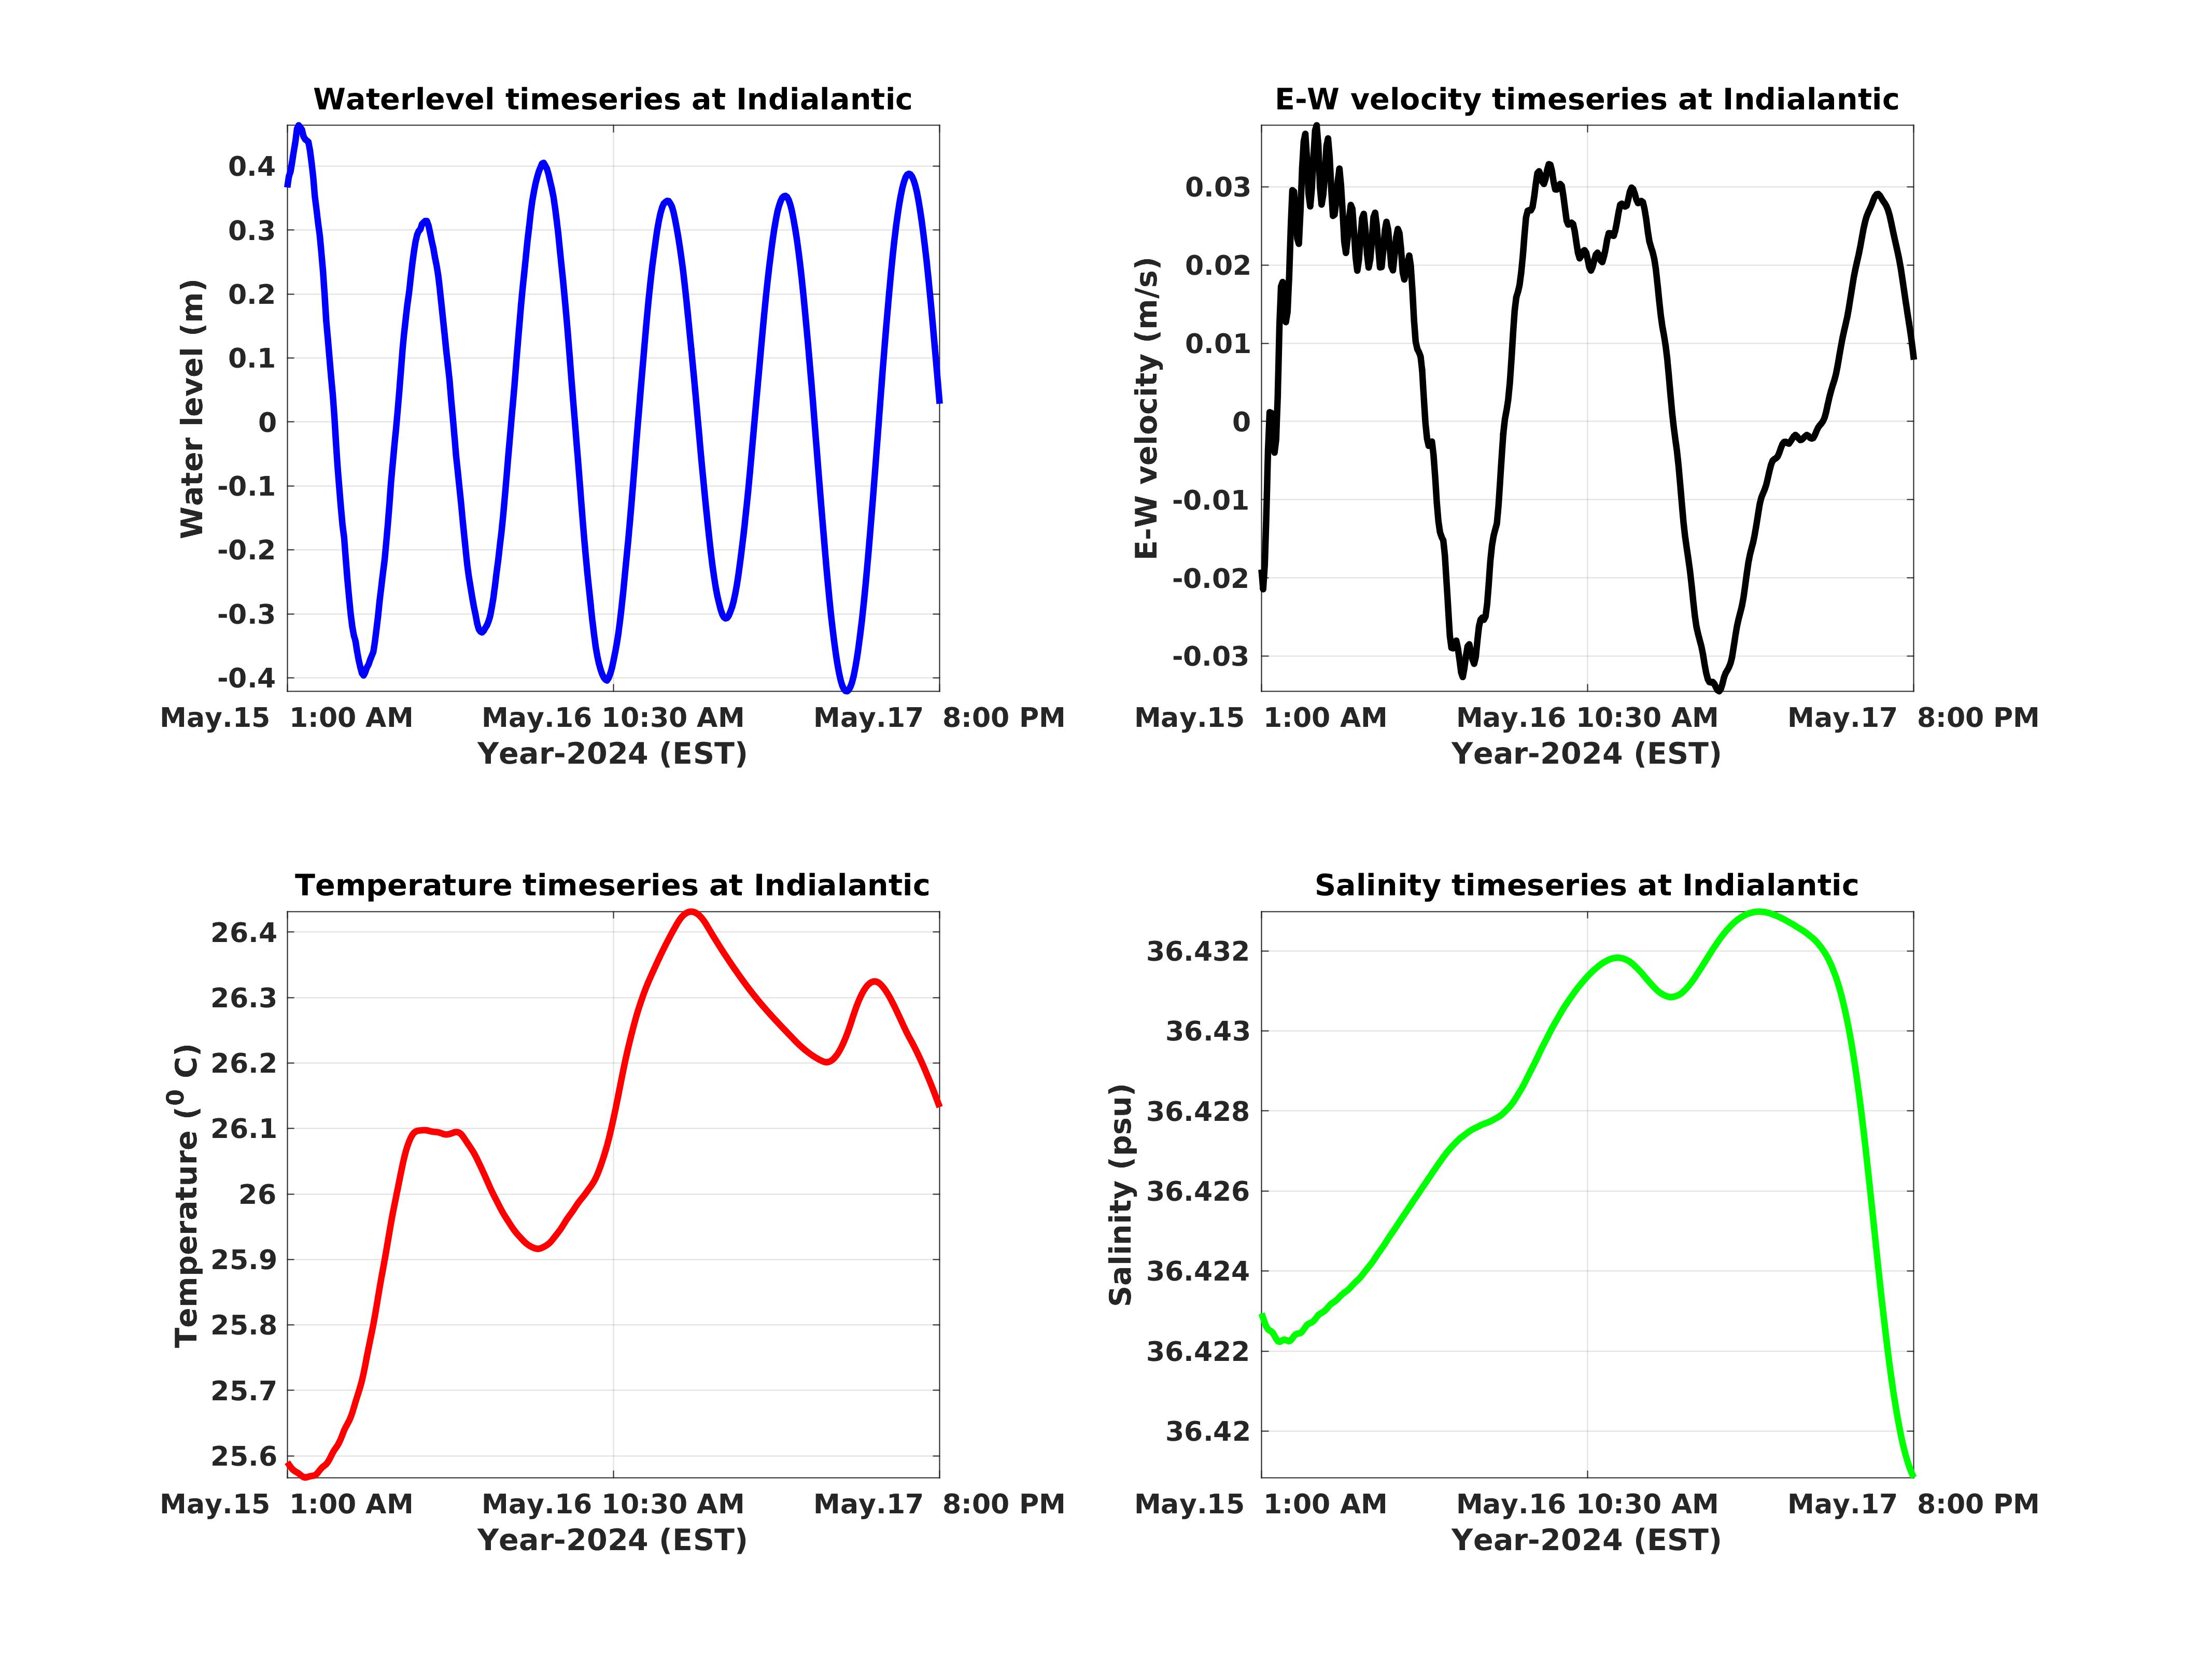 Waterlevel timeseries at Indialantic
0.4
0.3
0.2
0.1
0
-0.1
-0.2
-0.3
-0.4
Water level (m)
May.15 1:00 AM May.16 10:30 AM May.17 8:00 PM
Year-2024 (EST)
E-W velocity timeseries at Indialantic
0.03
0.02
0.01
0
-0.01
-0.02
-0.03
E-W velocity (m/s)
May.15 1:00 AM May.16 10:30 AM May.17 8:00 PM
Year-2024 (EST)
Temperature timeseries at Indialantic
26.4
26.3
26.2
26.1
26
25.9
25.8
25.7
25.6
Temperature (⁰ C)
May.15 1:00 AM May.16 10:30 AM May.17 8:00 PM
Year-2024 (EST)
Salinity timeseries at Indialantic
36.432
36.43
36.428
36.426
36.424
36.422
36.42
Salinity (psu)
May.15 1:00 AM May.16 10:30 AM May.17 8:00 PM
Year-2024 (EST)